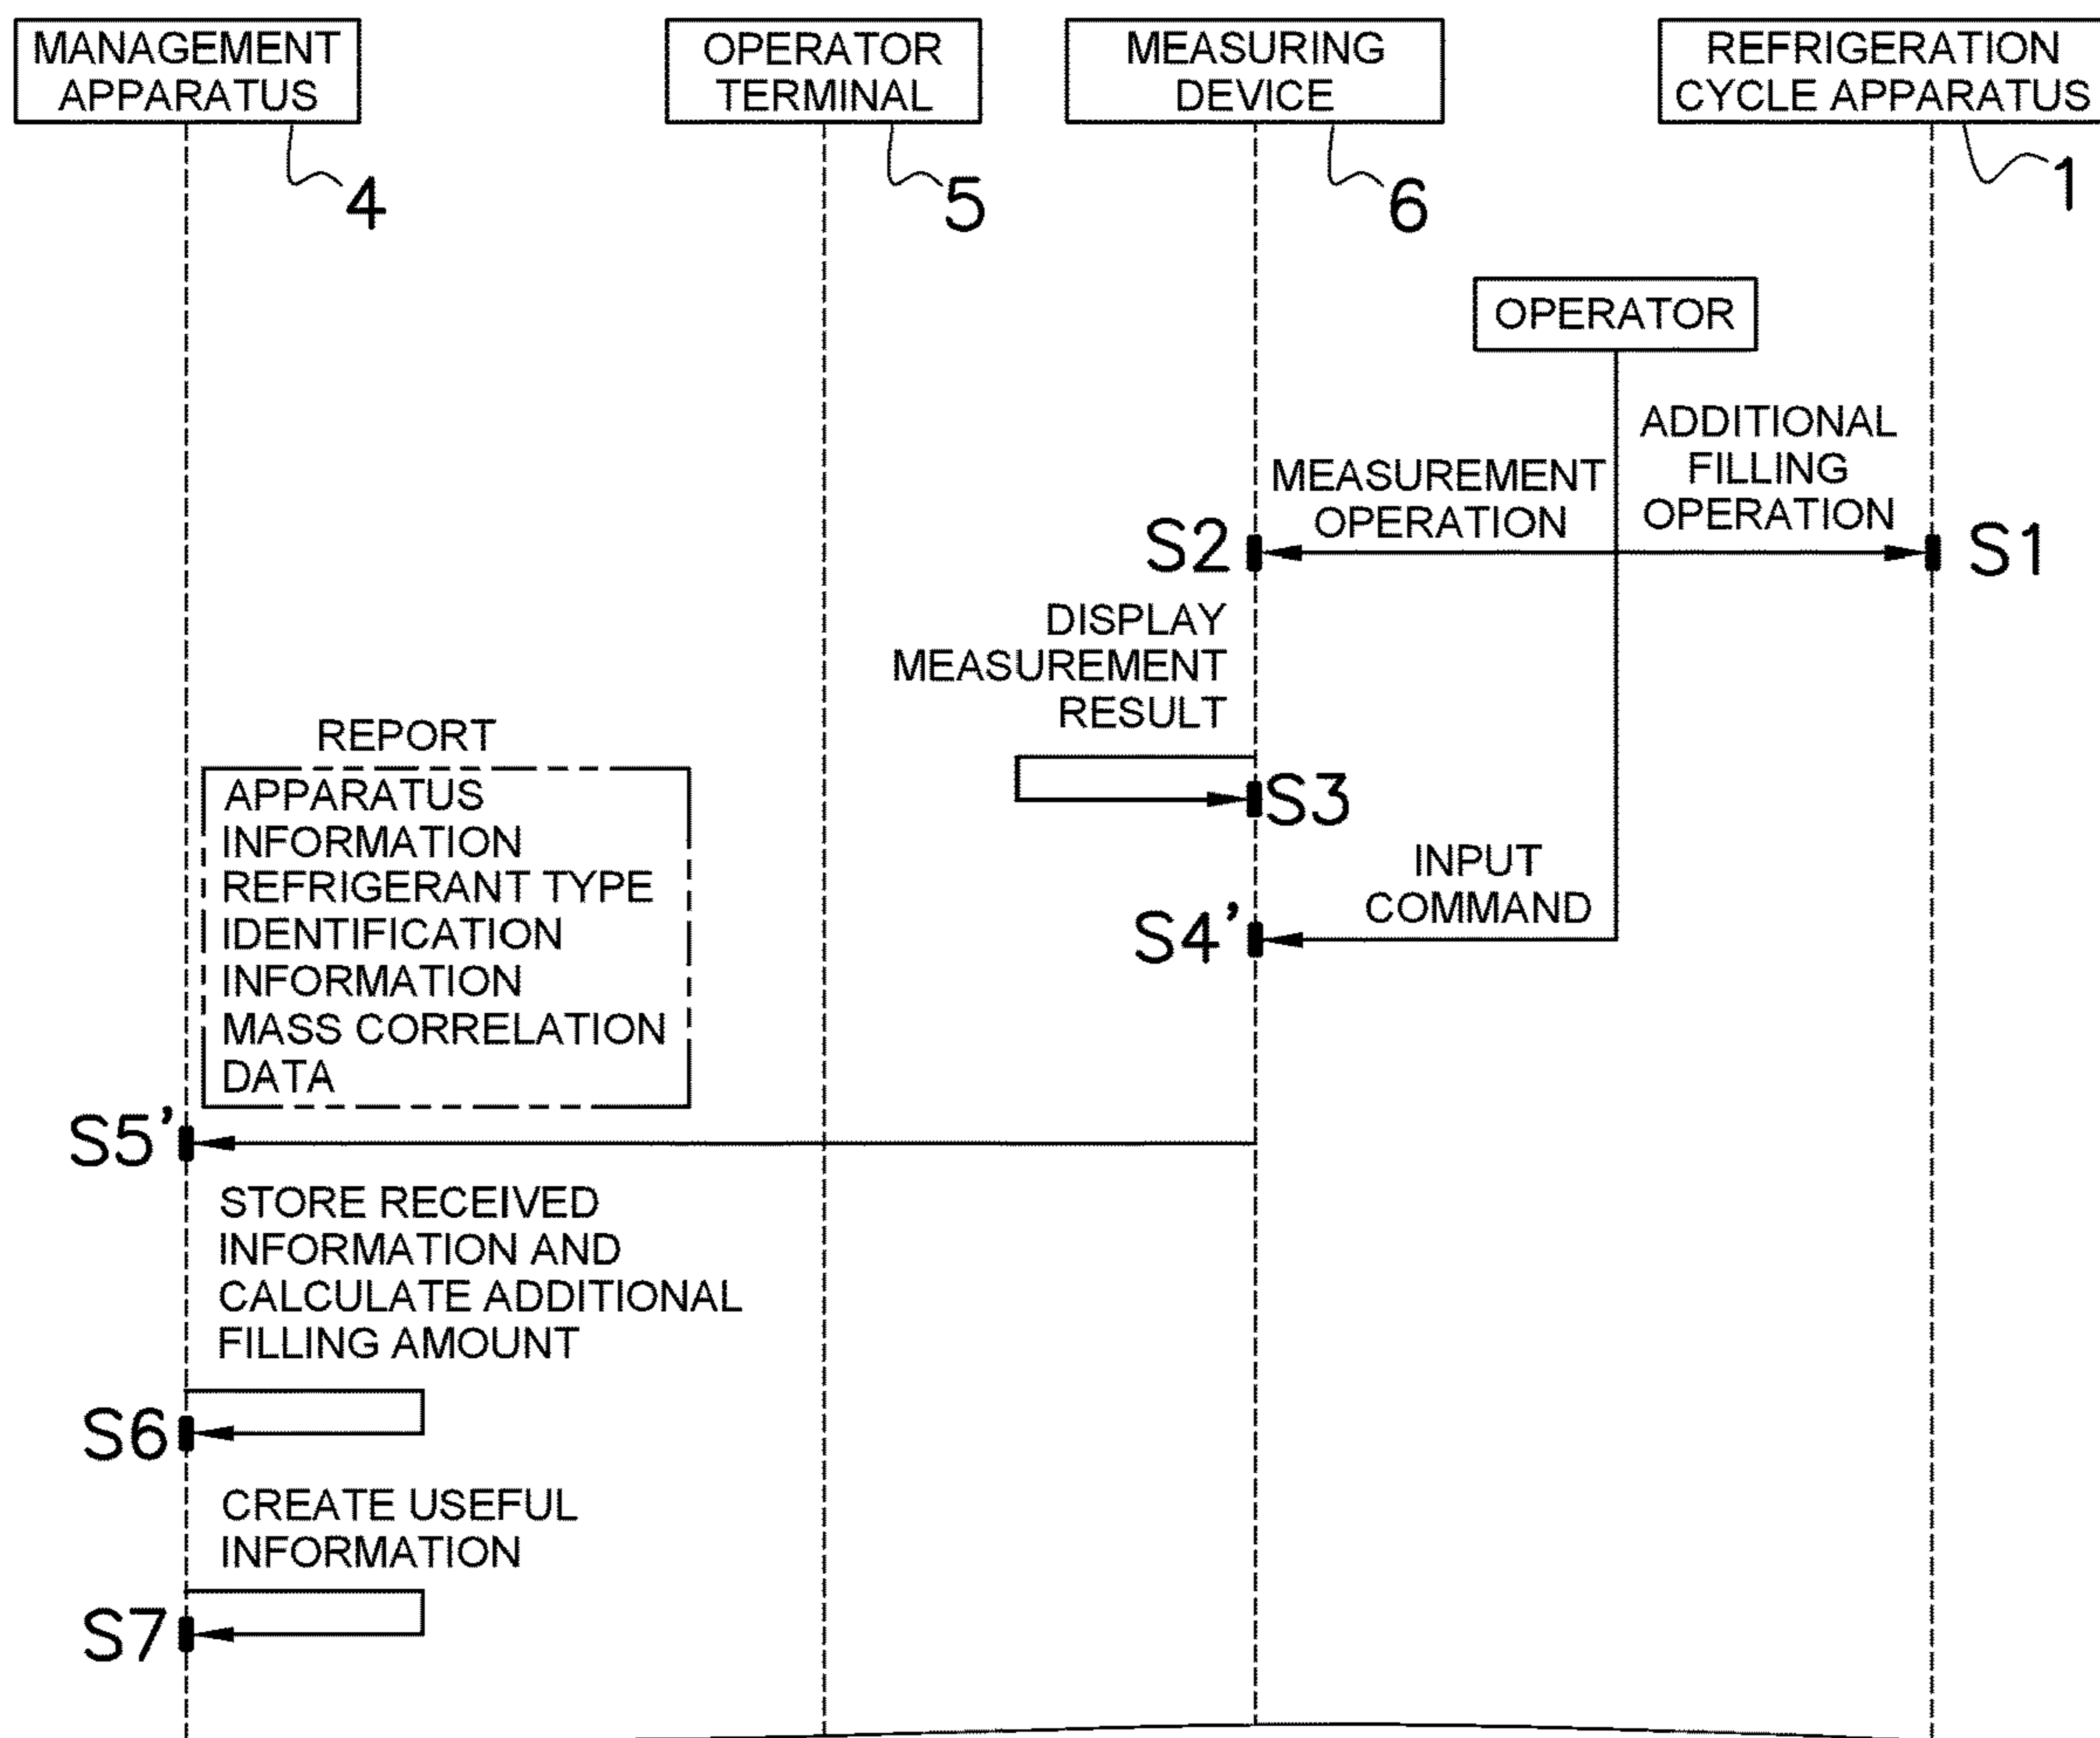 MANAGEMENT
APPARATUS
4
OPERATOR
TERMINAL
5
MEASURING
DEVICE
6
REFRIGERATION
CYCLE APPARATUS
1
OPERATOR
ADDITIONAL
FILLING
OPERATION
S1
MEASUREMENT
OPERATION
S2
DISPLAY
MEASUREMENT
RESULT
S3
INPUT
COMMAND
S4'
REPORT
APPARATUS
INFORMATION
REFRIGERANT TYPE
IDENTIFICATION
INFORMATION
MASS CORRELATION
DATA
S5'
STORE RECEIVED
INFORMATION AND
CALCULATE ADDITIONAL
FILLING AMOUNT
S6
CREATE USEFUL
INFORMATION
S7